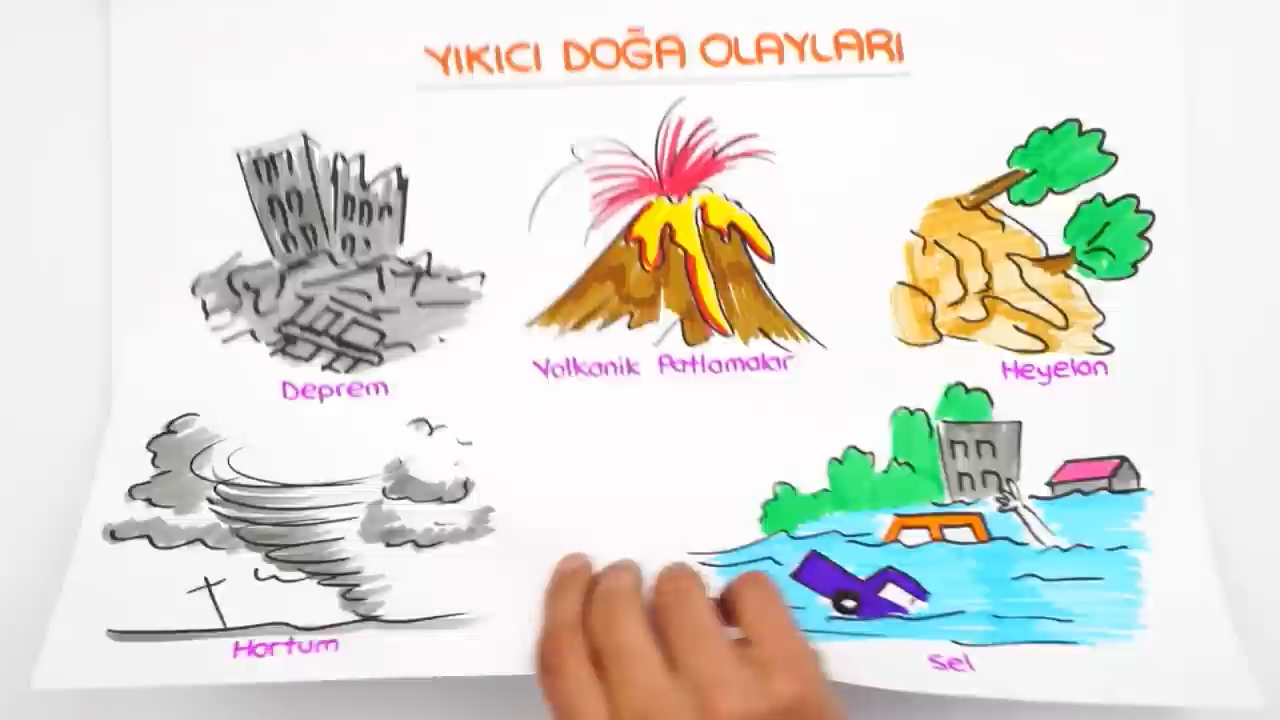 YIKICI DOĞA OLAYLARI
Deprem
Volkanik Patlamalar
Heyelan
Hortum
Sel